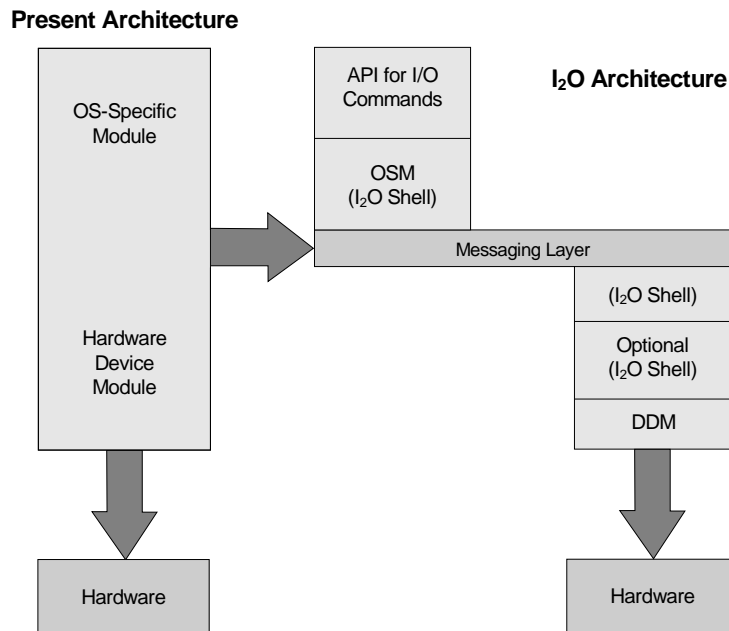 Present Architecture
OS-Specific
Module
Hardware
Device
Module
Hardware
I₂O Architecture
API for I/O
Commands
OSM
(I₂O Shell)
Messaging Layer
(I₂O Shell)
Optional
(I₂O Shell)
DDM
Hardware